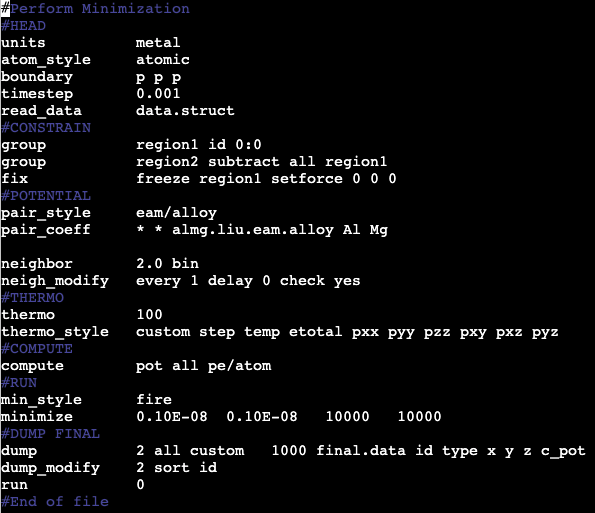 #Perform Minimization
#HEAD
units metal
atom_style atomic
boundary p p p
timestep 0.001
read_data data.struct
#CONSTRAIN
group region1 id 0:0
group region2 subtract all region1
fix freeze region1 setforce 0 0 0
#POTENTIAL
pair_style eam/alloy
pair_coeff * * almg.liu.eam.alloy Al Mg
neighbor 2.0 bin
neigh_modify every 1 delay 0 check yes
#THERMO
thermo 100
thermo_style custom step temp etotal pxx pyy pzz pxy pxz pyz
#COMPUTE
compute pot all pe/atom
#RUN
min_style fire
minimize 0.10E-08 0.10E-08 10000 10000
#DUMP FINAL
dump 2 all custom 1000 final.data id type x y z c_pot
dump_modify 2 sort id
run 0
#End of file